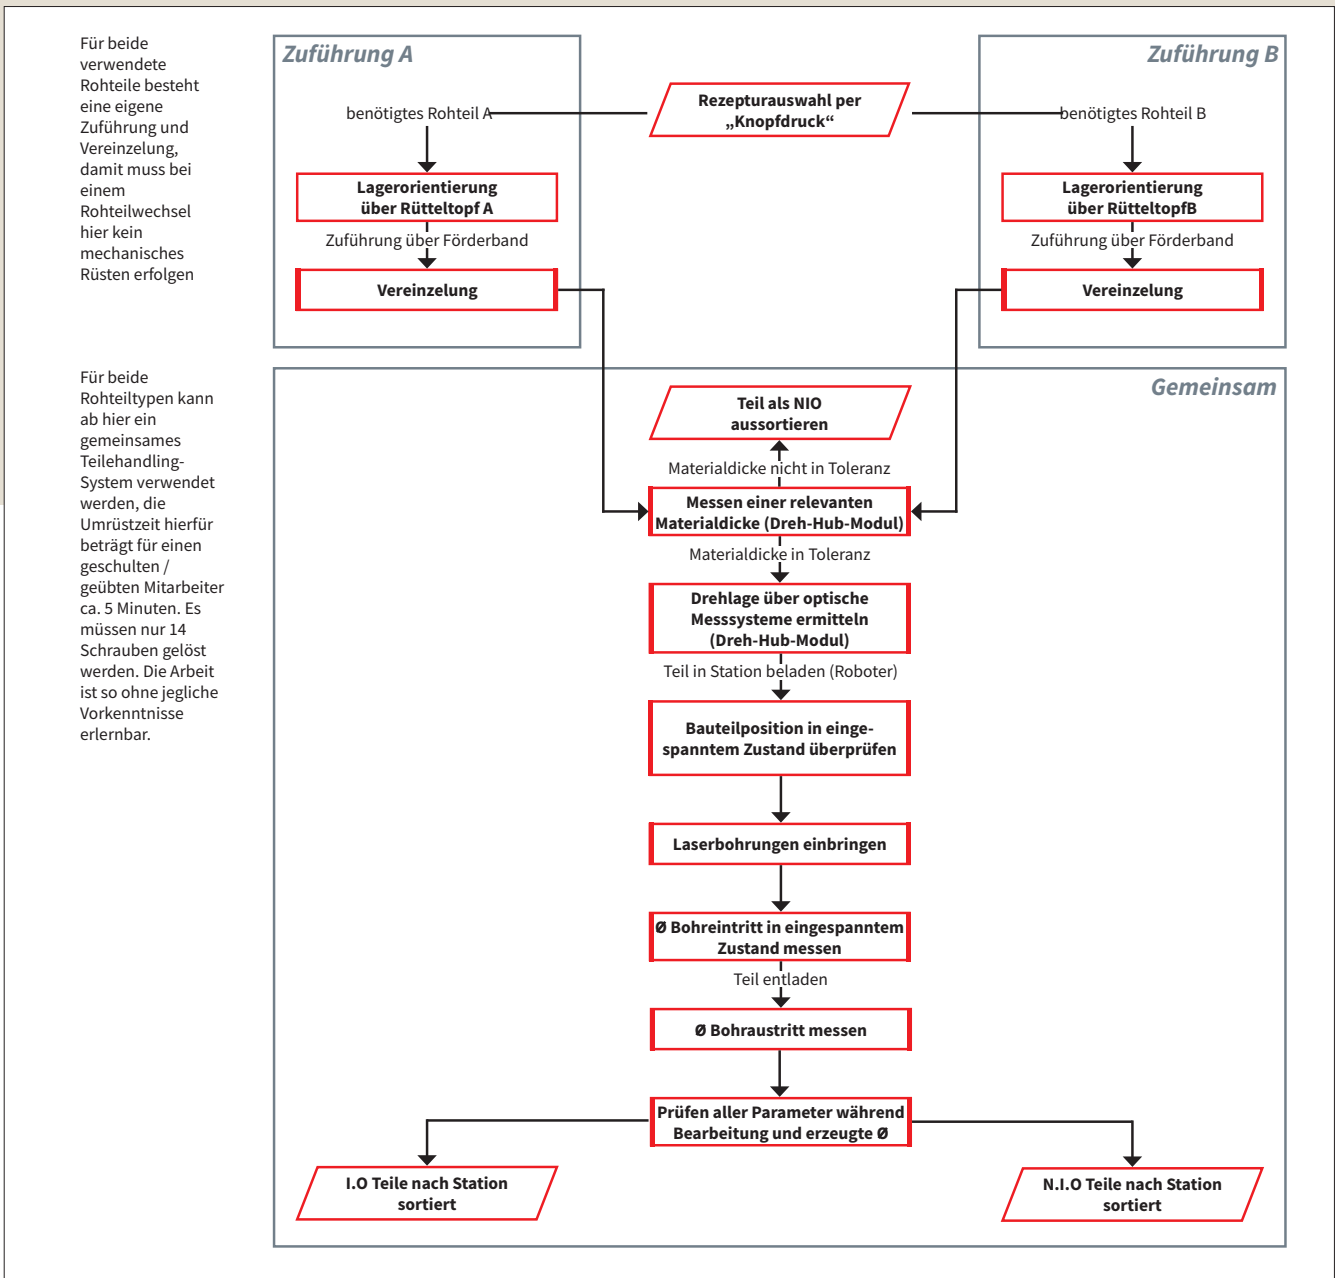 Für beide
verwendete
Rohteile besteht
eine eigene
Zuführung und
Vereinzelung,
damit muss bei
einem
Rohteilwechsel
hier kein
mechanisches
Rüsten erfolgen
Zuführung A
Zuführung B
Rezepturauswahl per
„Knopfdruck“
benötigtes Rohteil A
benötigtes Rohteil B
Lagerorientierung
über Rütteltopf A
Lagerorientierung
über RütteltopfB
Zuführung über Förderband
Zuführung über Förderband
Vereinzelung
Vereinzelung
Für beide
Rohteiltypen kann
ab hier ein
gemeinsames
Teilehandling-
System verwendet
werden, die
Umrüstzeit hierfür
beträgt für einen
geschulten /
geübten Mitarbeiter
ca. 5 Minuten. Es
müssen nur 14
Schrauben gelöst
werden. Die Arbeit
ist so ohne jegliche
Vorkenntnisse
erlernbar.
Gemeinsam
Teil als NIO
aussortieren
Materialdicke nicht in Toleranz
Messen einer relevanten
Materialdicke (Dreh-Hub-Modul)
Materialdicke in Toleranz
Drehlage über optische
Messsysteme ermitteln
(Dreh-Hub-Modul)
Teil in Station beladen (Roboter)
Bauteilposition in einge-
spanntem Zustand überprüfen
Laserbohrungen einbringen
Ø Bohreintritt in eingespanntem
Zustand messen
Teil entladen
Ø Bohraustritt messen
Prüfen aller Parameter während
Bearbeitung und erzeugte Ø
I.O Teile nach Station
sortiert
N.I.O Teile nach Station
sortiert